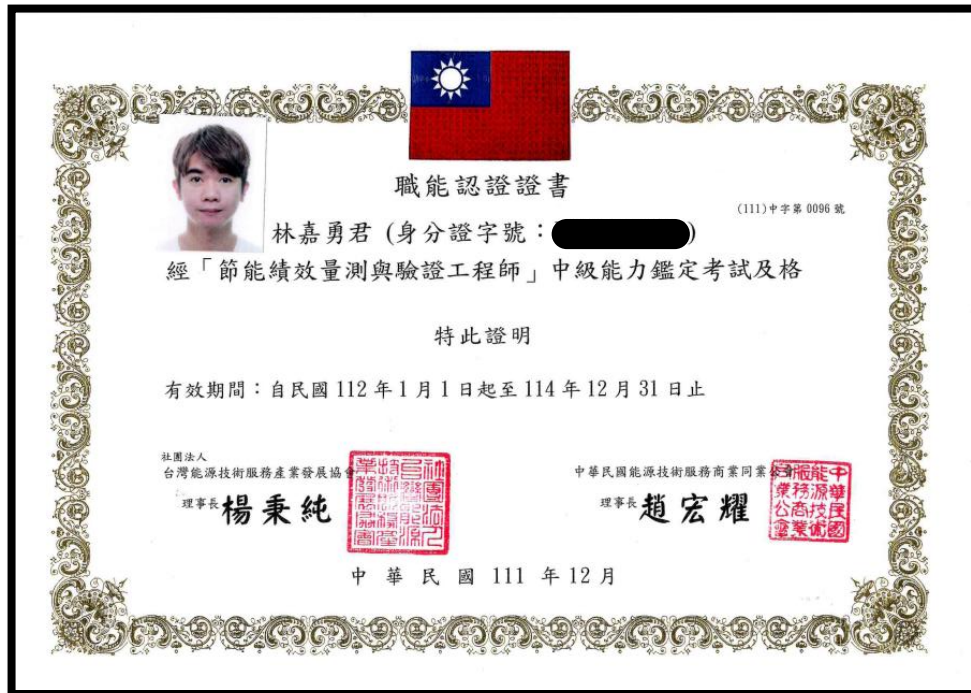 職能認證證書
(111)中字第 0096 號
林嘉勇君 (身分證字號：)
經「節能績效量測與驗證工程師」中級能力鑑定考試及格
特此證明
有效期間：自民國 112 年 1 月 1 日起至 114 年 12 月 31 日止
社團法人
台灣能源技術服務產業發展協會
理事長 楊秉純
中華民國能源技術服務商業同業公會
理事長 趙宏耀
中華民國 111 年 12 月